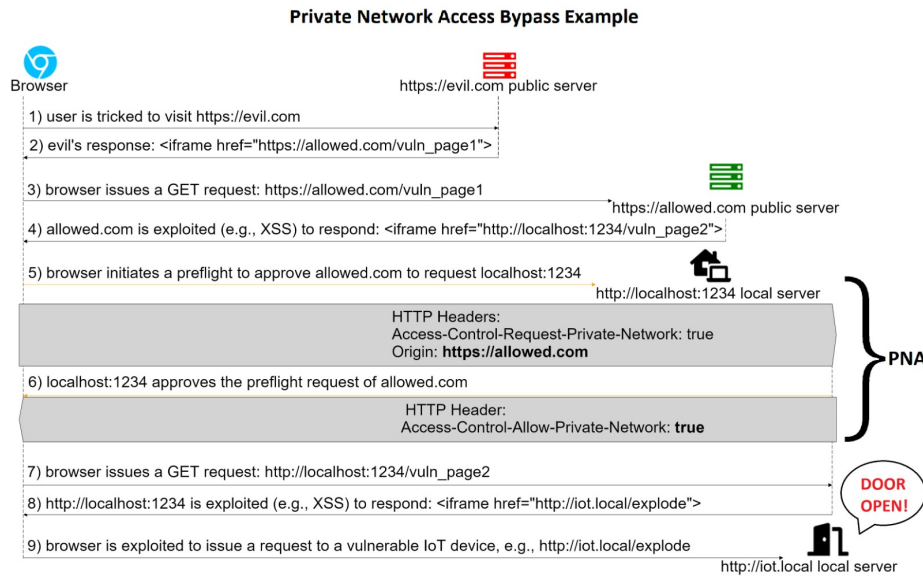 Private Network Access Bypass Example
Browser
https://evil.com public server
1) user is tricked to visit https://evil.com
2) evil's response: <iframe href="https://allowed.com/vuln_page1">
3) browser issues a GET request: https://allowed.com/vuln_page1
https://allowed.com public server
4) allowed.com is exploited (e.g., XSS) to respond: <iframe href="http://localhost:1234/vuln_page2">
5) browser initiates a preflight to approve allowed.com to request localhost:1234
http://localhost:1234 local server
HTTP Headers:
Access-Control-Request-Private-Network: true
Origin: https://allowed.com
PNA
6) localhost:1234 approves the preflight request of allowed.com
HTTP Header:
Access-Control-Allow-Private-Network: true
7) browser issues a GET request: http://localhost:1234/vuln_page2
8) http://localhost:1234 is exploited (e.g., XSS) to respond: <iframe href="http://iot.local/explode">
DOOR
OPEN!
9) browser is exploited to issue a request to a vulnerable IoT device, e.g., http://iot.local/explode
http://iot.local local server